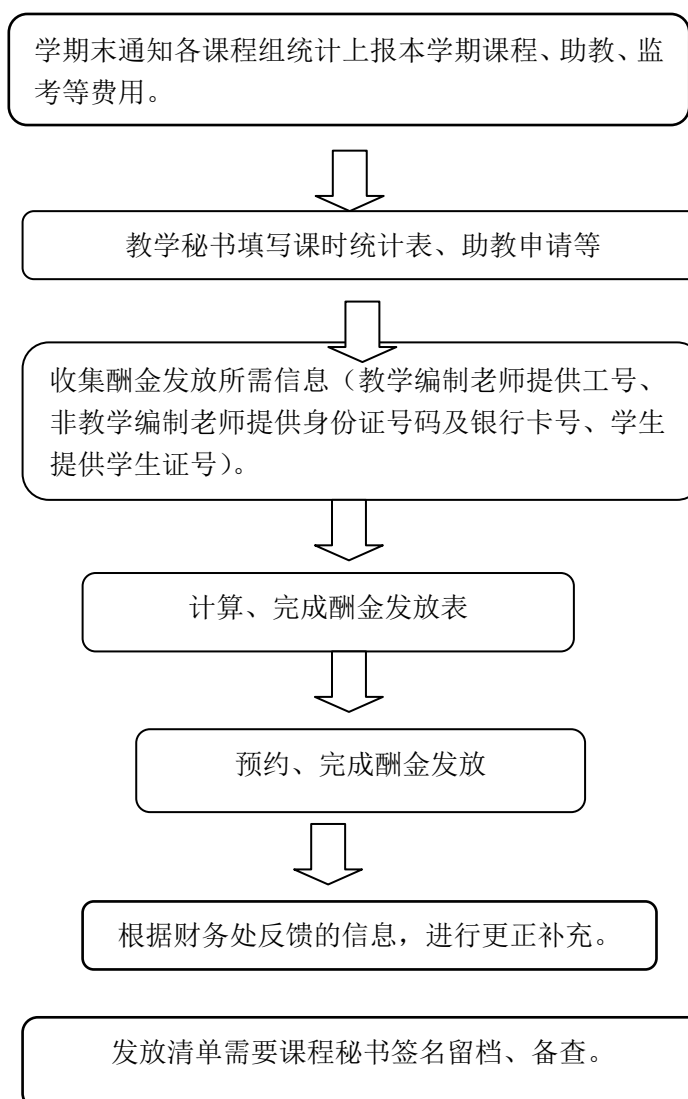 学期末通知各课程组统计上报本学期课程、助教、监
考等费用。
教学秘书填写课时统计表、助教申请等
收集酬金发放所需信息（教学编制老师提供工号、
非教学编制老师提供身份证号码及银行卡号、学生
提供学生证号）。
计算、完成酬金发放表
预约、完成酬金发放
根据财务处反馈的信息，进行更正补充。
发放清单需要课程秘书签名留档、备查。